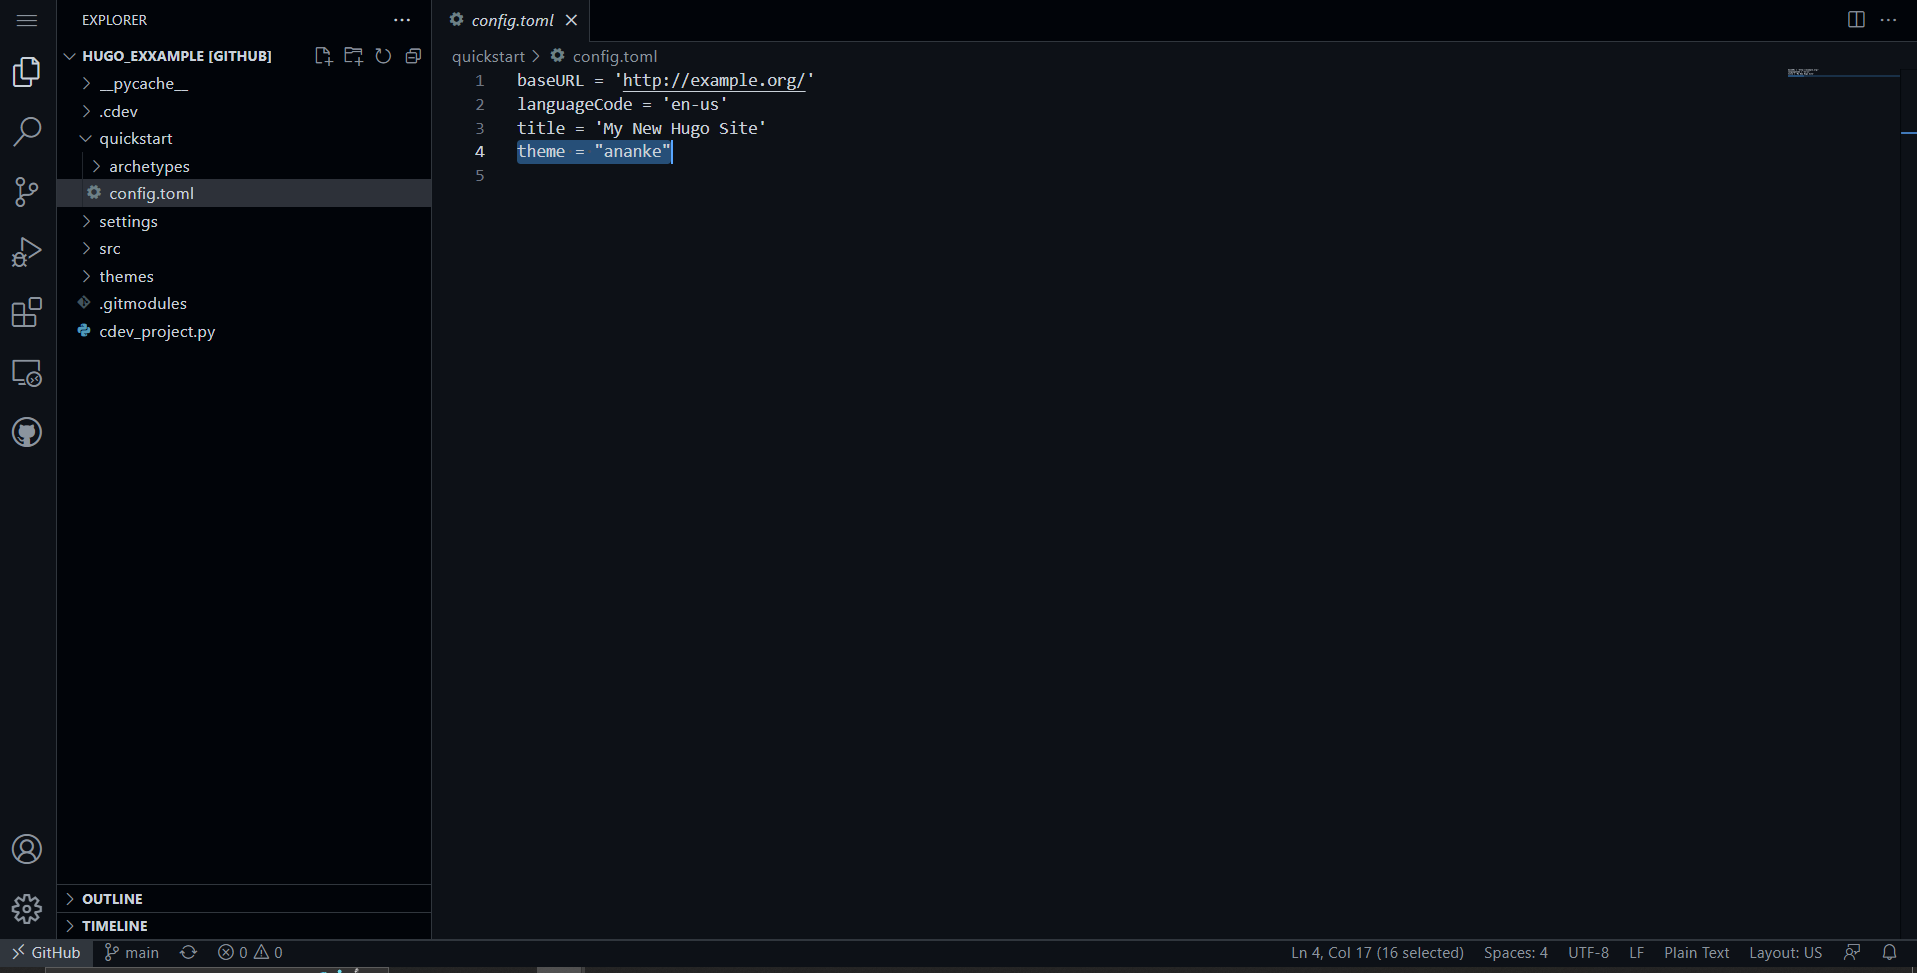 EXPLORER
HUGO_EXXAMPLE [GITHUB]
__pycache__
.cdev
quickstart
archetypes
config.toml
settings
src
themes
.gitmodules
cdev_project.py
OUTLINE
TIMELINE
config.toml
quickstart > config.toml
1 baseURL = 'http://example.org/'
2 languageCode = 'en-us'
3 title = 'My New Hugo Site'
4 theme = "ananke"
5
GitHub main 0 0 Ln 4, Col 17 (16 selected) Spaces: 4 UTF-8 LF Plain Text Layout: US